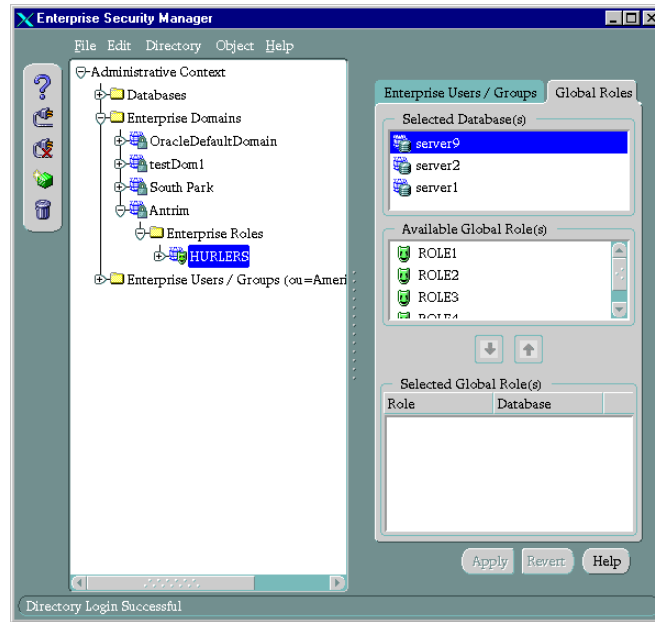 Enterprise Security Manager
File Edit Directory Object Help
Administrative Context
Databases
Enterprise Domains
OracleDefaultDomain
testDom1
South Park
Antrim
Enterprise Roles
HURLERS
Enterprise Users / Groups (ou=Ameri
Enterprise Users / Groups Global Roles
Selected Database(s)
server9
server2
server1
Available Global Role(s)
ROLE1
ROLE2
ROLE3
ROLE4
Selected Global Role(s)
Role Database
Apply Revert Help
Directory Login Successful